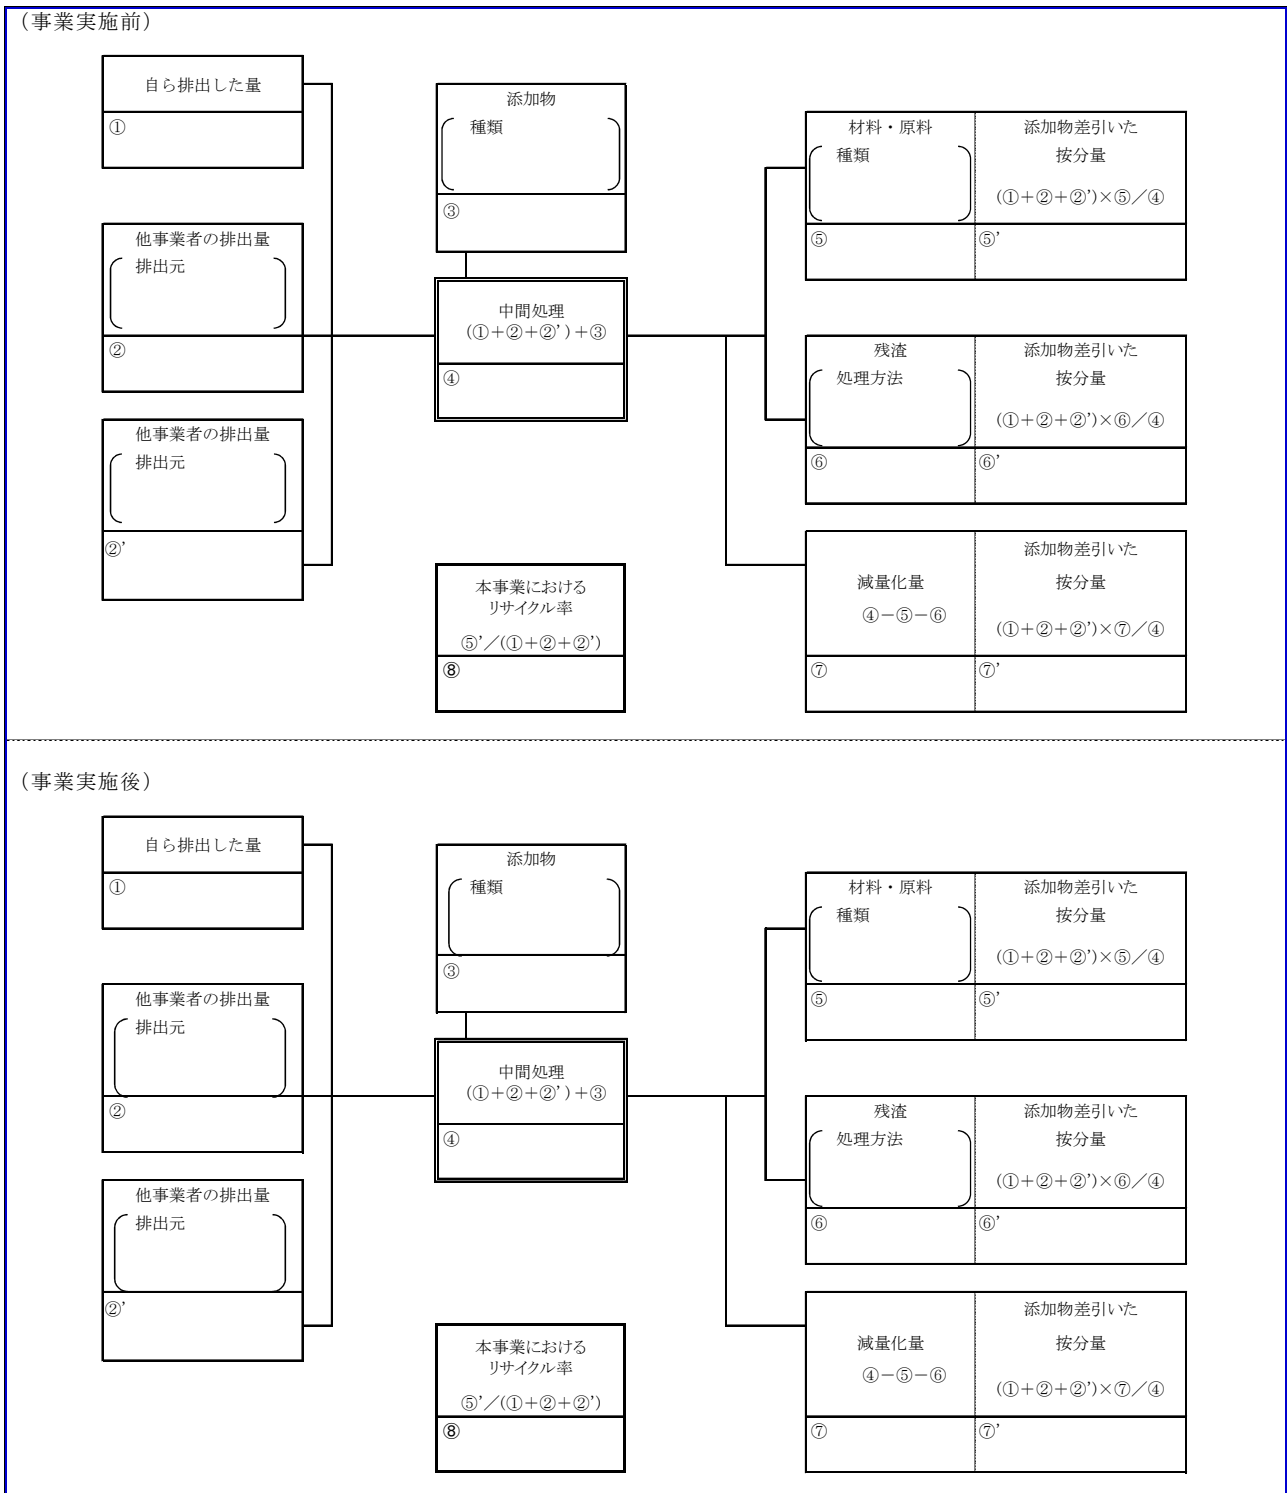 （事業実施前）
自ら排出した量
①
他事業者の排出量
排出元
②
他事業者の排出量
排出元
②’
添加物
種類
③
中間処理
(①＋②＋②’)＋③
④
本事業における
リサイクル率
⑤’／(①＋②＋②’)
⑧
材料・原料
種類
⑤
添加物差引いた
按分量
(①＋②＋②’)×⑤／④
⑤’
残渣
処理方法
⑥
添加物差引いた
按分量
(①＋②＋②’)×⑥／④
⑥’
減量化量
④－⑤－⑥
⑦
添加物差引いた
按分量
(①＋②＋②’)×⑦／④
⑦’
（事業実施後）
自ら排出した量
①
他事業者の排出量
排出元
②
他事業者の排出量
排出元
②’
添加物
種類
③
中間処理
(①＋②＋②’)＋③
④
本事業における
リサイクル率
⑤’／(①＋②＋②’)
⑧
材料・原料
種類
⑤
添加物差引いた
按分量
(①＋②＋②’)×⑤／④
⑤’
残渣
処理方法
⑥
添加物差引いた
按分量
(①＋②＋②’)×⑥／④
⑥’
減量化量
④－⑤－⑥
⑦
添加物差引いた
按分量
(①＋②＋②’)×⑦／④
⑦’